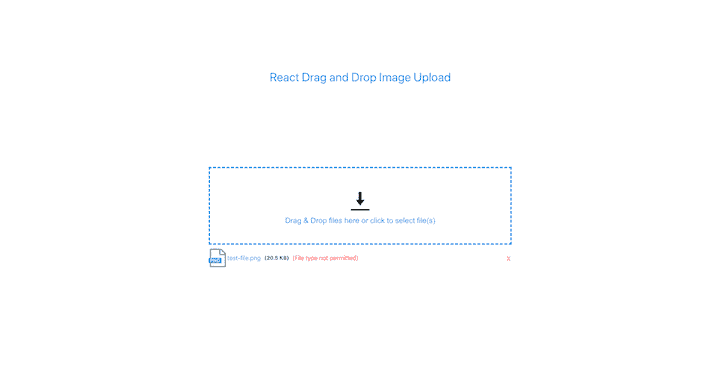 React Drag and Drop Image Upload
Drag & Drop files here or click to select file(s)
PNG test-file.png (20.5 KB) (File type not permitted) X